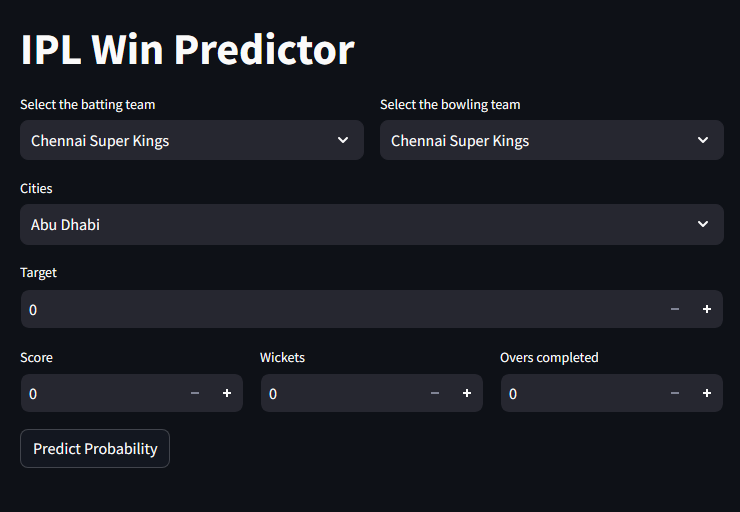 IPL Win Predictor
Select the batting team
Select the bowling team
Chennai Super Kings
Chennai Super Kings
Cities
Abu Dhabi
Target
0
Score
Wickets
Overs completed
0
0
0
Predict Probability